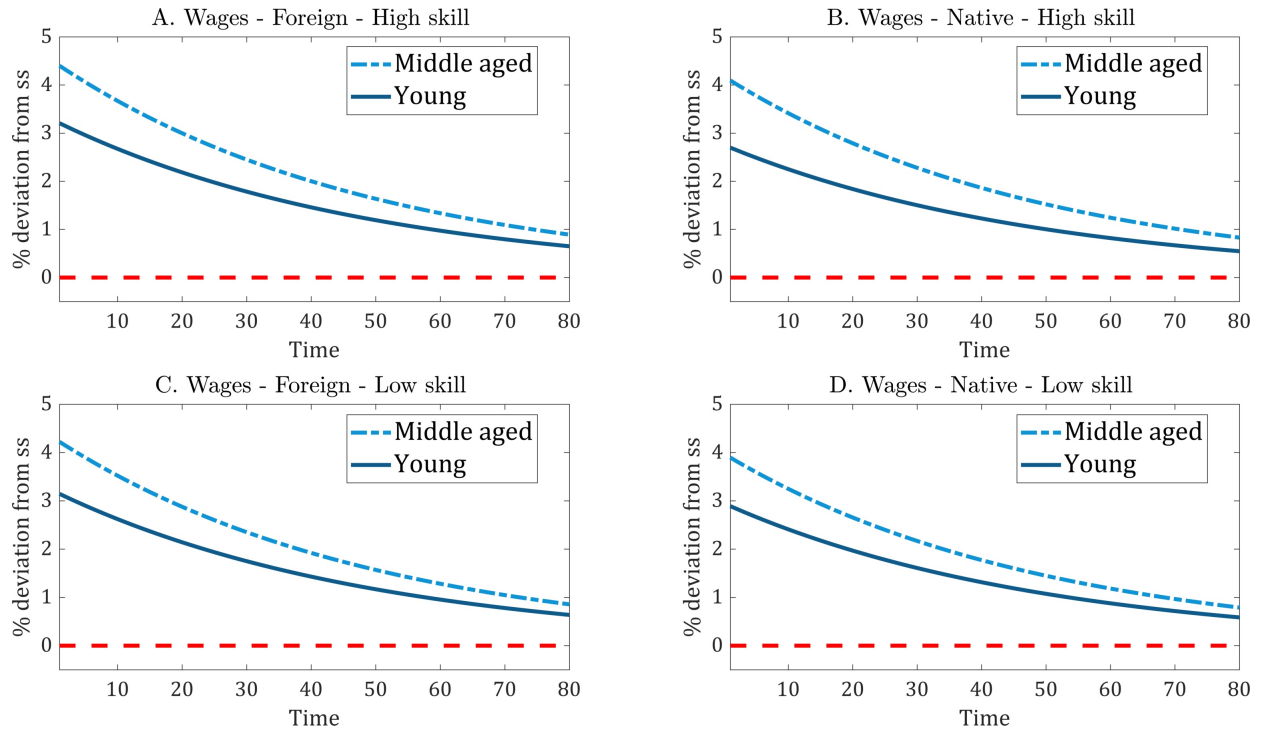 A. Wages - Foreign - High skill
% deviation from ss
5
4
3
2
1
0
Middle aged
Young
10 20 30 40 50 60 70 80
Time
B. Wages - Native - High skill
% deviation from ss
5
4
3
2
1
0
Middle aged
Young
10 20 30 40 50 60 70 80
Time
C. Wages - Foreign - Low skill
% deviation from ss
5
4
3
2
1
0
Middle aged
Young
10 20 30 40 50 60 70 80
Time
D. Wages - Native - Low skill
% deviation from ss
5
4
3
2
1
0
Middle aged
Young
10 20 30 40 50 60 70 80
Time